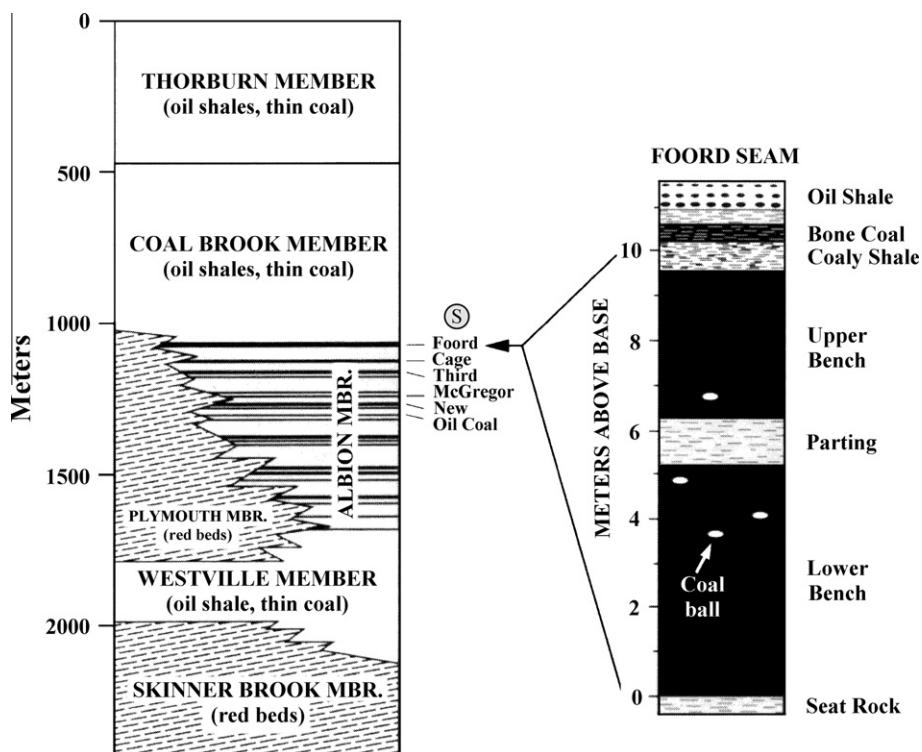 0
THORBURN MEMBER
(oil shales, thin coal)
500
COAL BROOK MEMBER
(oil shales, thin coal)
1000
Meters
S
Foord
Cage
Third
McGregor
New
Oil Coal
ALBION MBR.
1500
PLYMOUTH MBR.
(red beds)
WESTVILLE MEMBER
(oil shale, thin coal)
2000
SKINNER BROOK MBR.
(red beds)
FOORD SEAM
Oil Shale
Bone Coal
10
Coaly Shale
METERS ABOVE BASE
8
Upper
Bench
6
Parting
4
Coal
ball
Lower
Bench
2
0
Seat Rock